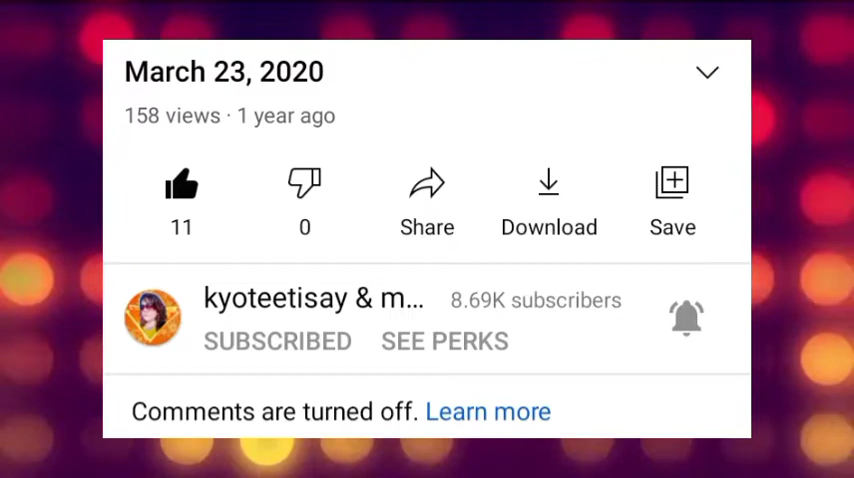 March 23, 2020
158 views · 1 year ago
11 0 Share Download Save
kyoteetisay & m... 8.69K subscribers
SUBSCRIBED SEE PERKS
Comments are turned off. Learn more